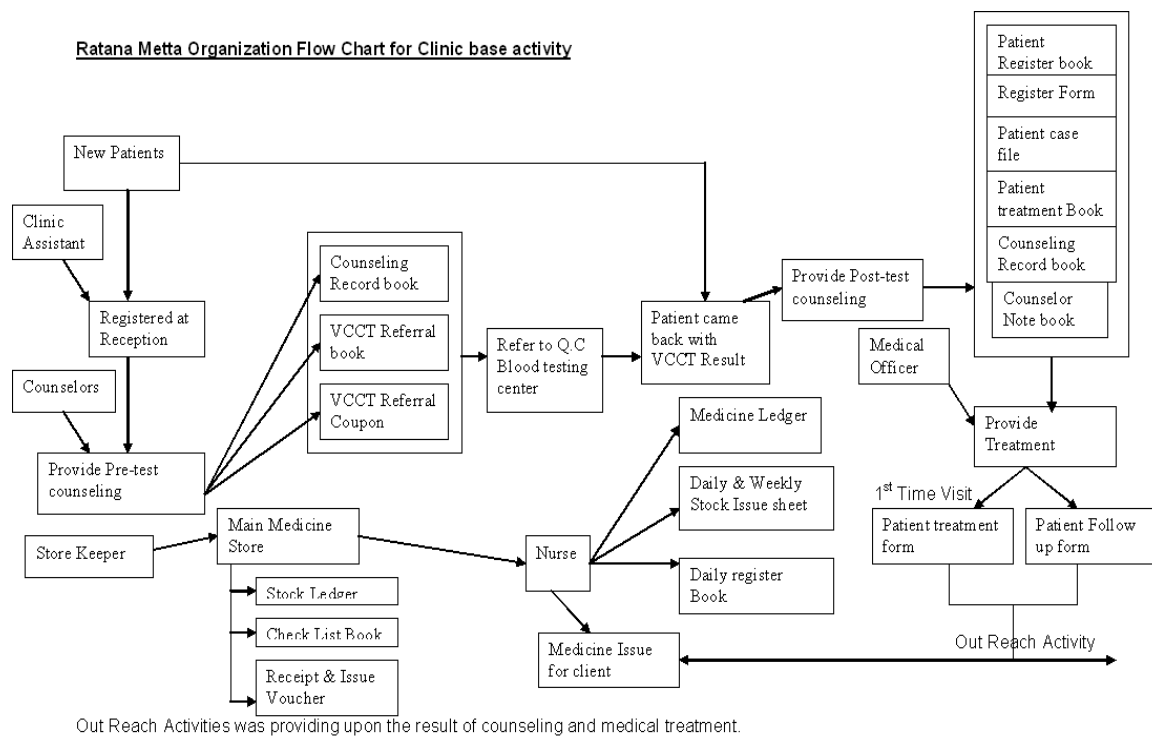 Ratana Metta Organization Flow Chart for Clinic base activity
Patient
Register book
Register Form
Patient case
file
Patient
treatment Book
Counseling
Record book
Counselor
Note book
New Patients
Clinic
Assistant
Registered at
Reception
Counselors
Provide Pre-test
counseling
Counseling
Record book
VCCT Referral
book
VCCT Referral
Coupon
Refer to Q.C
Blood testing
center
Patient came
back with
VCCT Result
Provide Post-test
counseling
Medical
Officer
Provide
Treatment
1st Time Visit
Patient treatment
form
Patient Follow
up form
Store Keeper
Main Medicine
Store
Stock Ledger
Check List Book
Receipt & Issue
Voucher
Nurse
Medicine Ledger
Daily & Weekly
Stock Issue sheet
Daily register
Book
Medicine Issue
for client
Out Reach Activity
Out Reach Activities was providing upon the result of counseling and medical treatment.